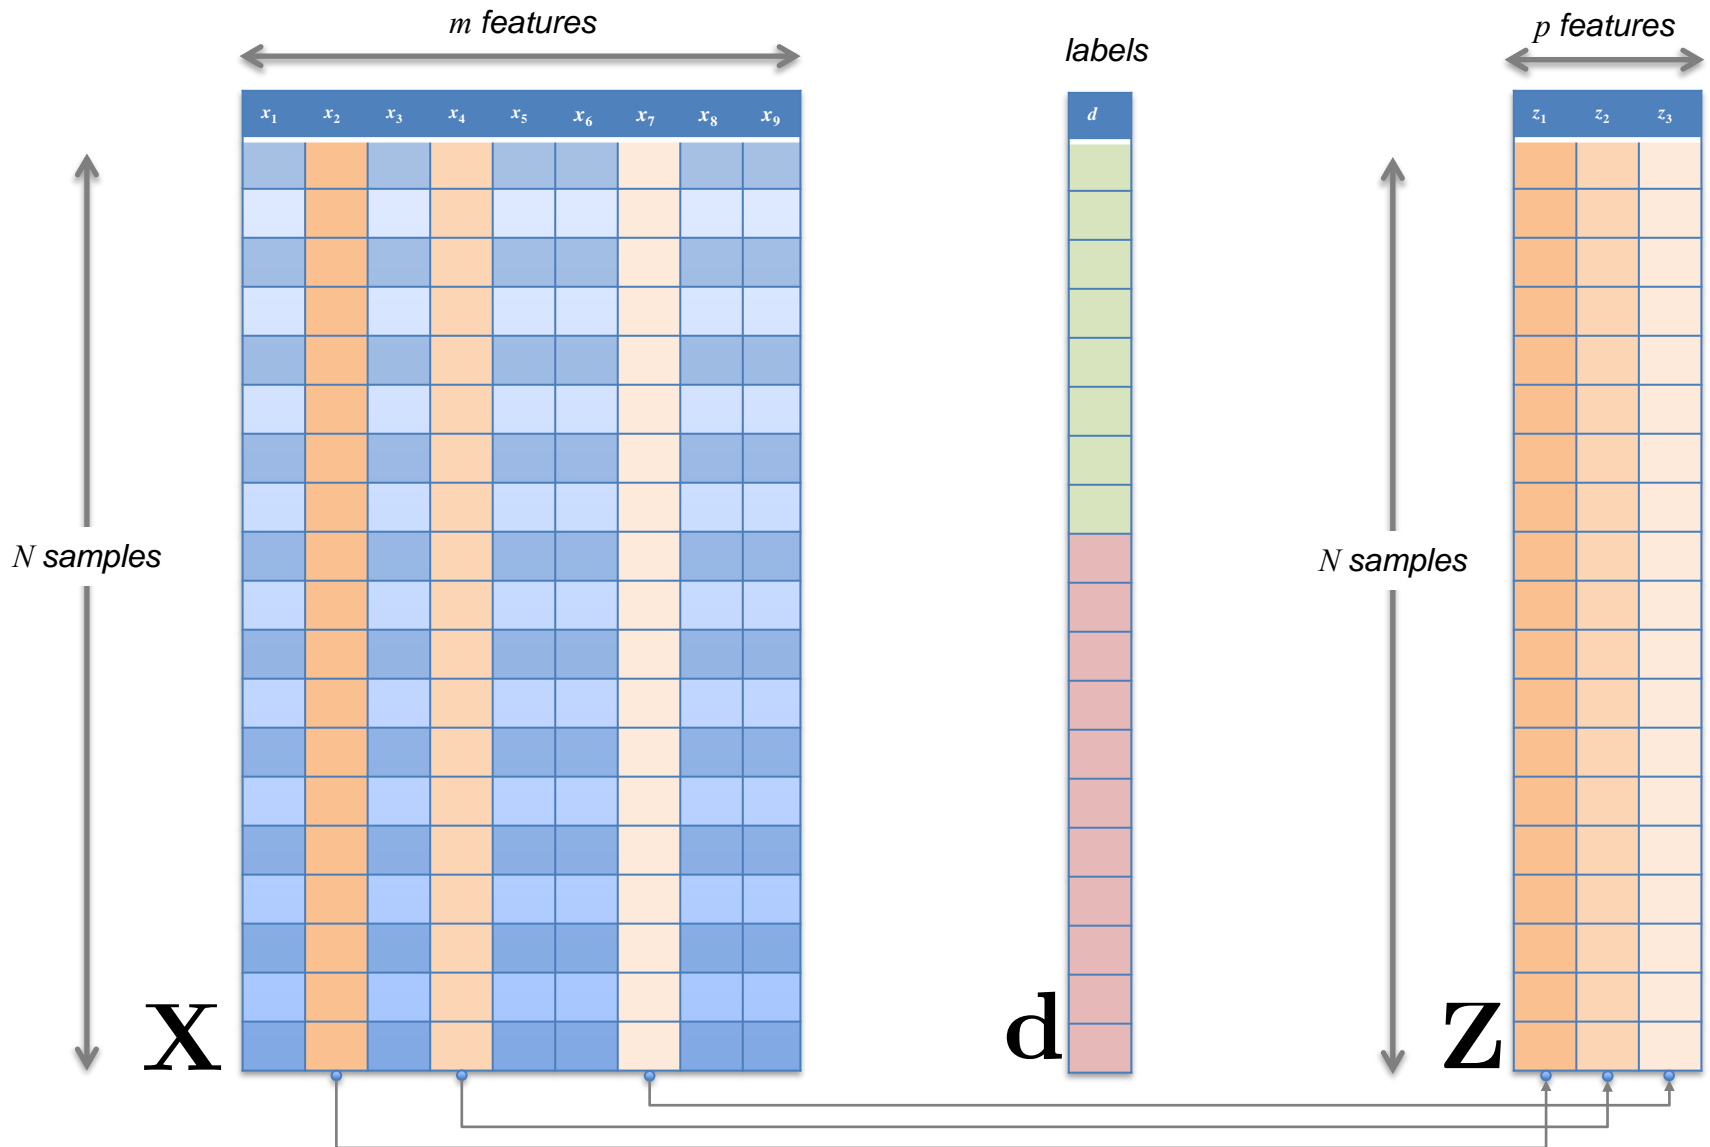 m features
labels
p features
x1 x2 x3 x4 x5 x6 x7 x8 x9
d
z1 z2 z3
N samples
N samples
X
d
Z